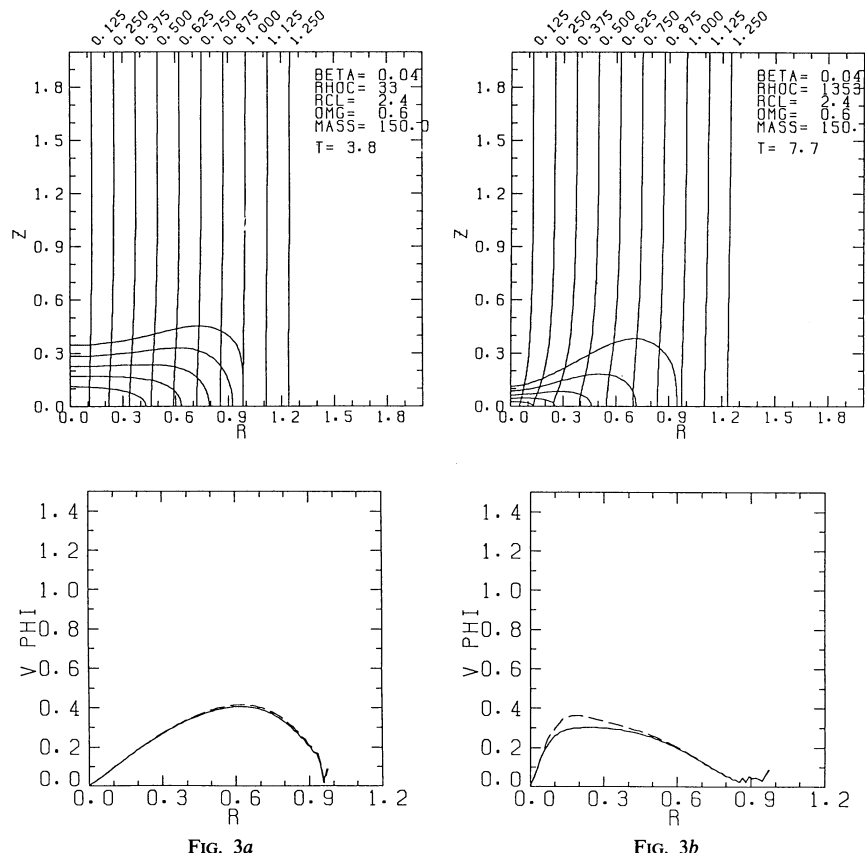 0.125 0.250 0.375 0.500 0.625 0.750 0.875 1.000 1.125 1.250
1.8
1.5
1.2
0.9
0.6
0.3
0.0
Z
BETA= 0.04
RHOC= 33
RCL= 2.4
OMG= 0.6
MASS= 150.0
T= 3.8
0.0 0.3 0.6 0.9 1.2 1.5 1.8
R
0.125 0.250 0.375 0.500 0.625 0.750 0.875 1.000 1.125 1.250
1.8
1.5
1.2
0.9
0.6
0.3
0.0
Z
BETA= 0.04
RHOC= 1353
RCL= 2.4
OMG= 0.6
MASS= 150.
T= 7.7
0.0 0.3 0.6 0.9 1.2 1.5 1.8
R
1.4
1.2
1.0
0.8
0.6
0.4
0.2
0.0
V PHI
0.0 0.3 0.6 0.9 1.2
R
FIG. 3a
1.4
1.2
1.0
0.8
0.6
0.4
0.2
0.0
V PHI
0.0 0.3 0.6 0.9 1.2
R
FIG. 3b